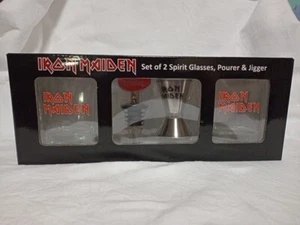 IRON MAIDEN Set of 2 Spirit Glasses, Pourer & Jigger
IRON
MAIDEN
IRON
MAIDEN
IRON
MAIDEN